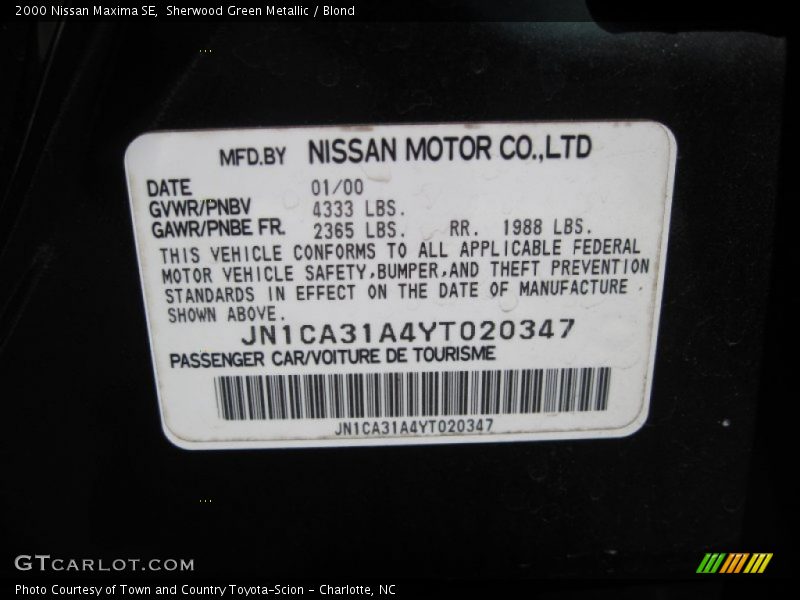 2000 Nissan Maxima SE,  Sherwood Green Metallic / Blond
MFD.BY NISSAN MOTOR CO.,LTD
DATE 01/00
GVWR/PNBV 4333 LBS.
GAWR/PNBE FR. 2365 LBS. RR. 1988 LBS.
THIS VEHICLE CONFORMS TO ALL APPLICABLE FEDERAL
MOTOR VEHICLE SAFETY,BUMPER,AND THEFT PREVENTION
STANDARDS IN EFFECT ON THE DATE OF MANUFACTURE
SHOWN ABOVE.
JN1CA31A4YT020347
PASSENGER CAR/VOITURE DE TOURISME
JN1CA31A4YT020347
GTCARLOT.COM
Photo Courtesy of Town and Country Toyota-Scion - Charlotte, NC